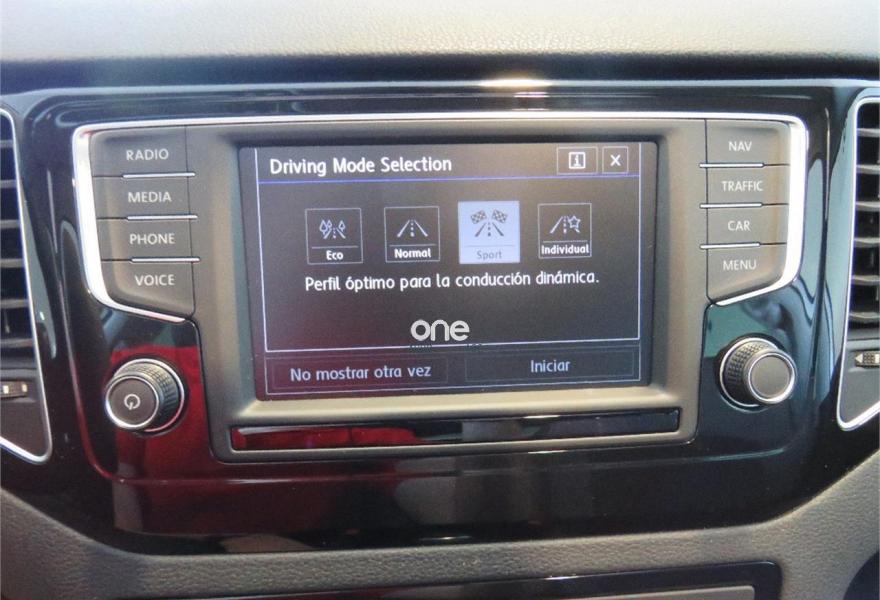 RADIO
MEDIA
PHONE
VOICE
Driving Mode Selection
i X
Eco Normal Sport Individual
Perfil óptimo para la conducción dinámica.
one
No mostrar otra vez Iniciar
NAV
TRAFFIC
CAR
MENU